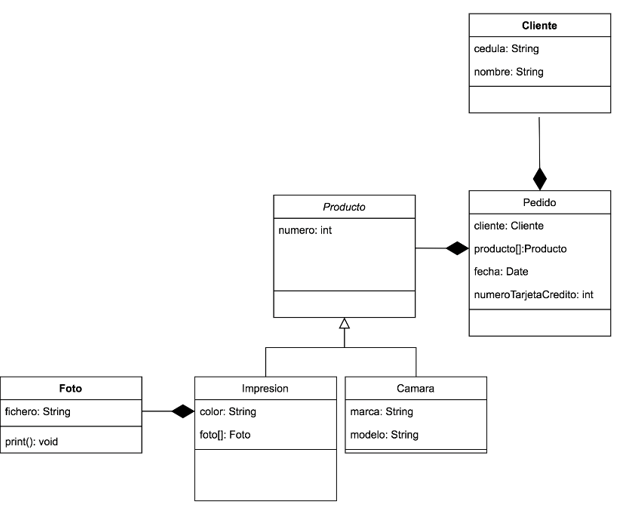 Cliente
cedula: String
nombre: String
Producto
numero: int
Pedido
cliente: Cliente
producto[]:Producto
fecha: Date
numeroTarjetaCredito: int
Foto
fichero: String
print(): void
Impresion
color: String
foto[]: Foto
Camara
marca: String
modelo: String